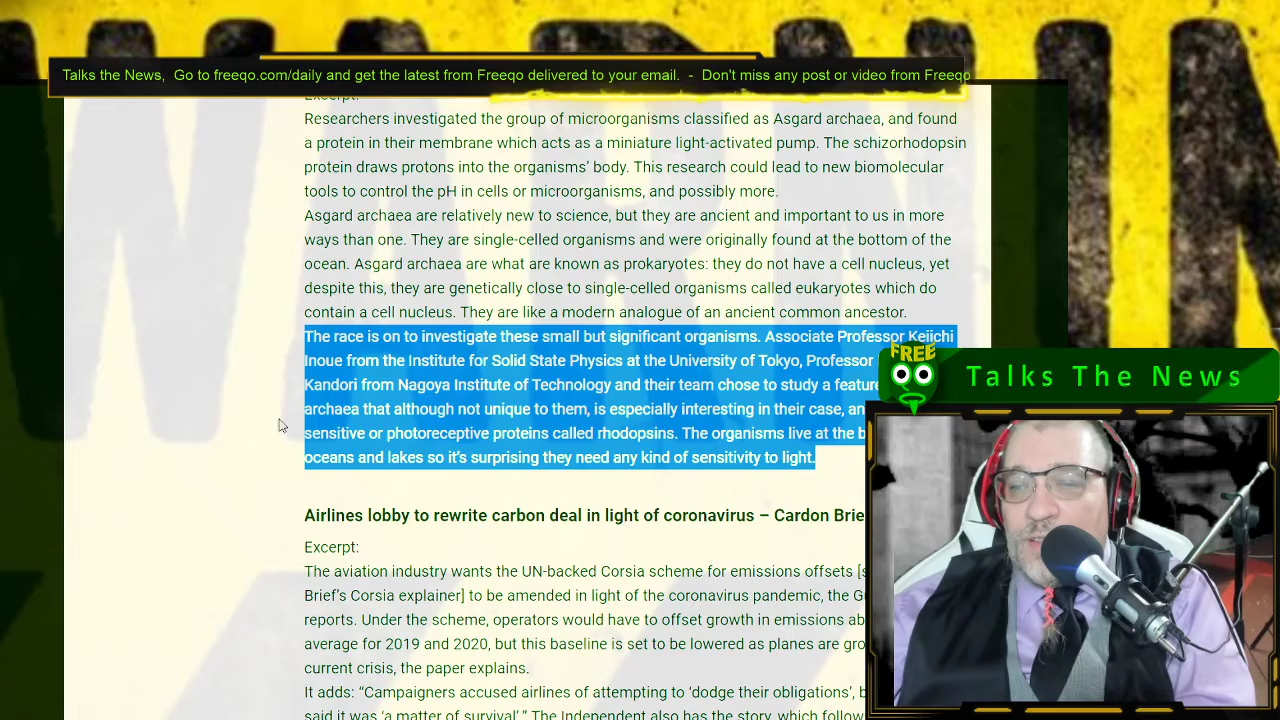 Talks the News, Go to freeqo.com/daily and get the latest from Freeqo delivered to your email. - Don't miss any post or video from Freeqo
Excerpt:
Researchers investigated the group of microorganisms classified as Asgard archaea, and found
a protein in their membrane which acts as a miniature light-activated pump. The schizorhodopsin
protein draws protons into the organisms' body. This research could lead to new biomolecular
tools to control the pH in cells or microorganisms, and possibly more.
Asgard archaea are relatively new to science, but they are ancient and important to us in more
ways than one. They are single-celled organisms and were originally found at the bottom of the
ocean. Asgard archaea are what are known as prokaryotes: they do not have a cell nucleus, yet
despite this, they are genetically close to single-celled organisms called eukaryotes which do
contain a cell nucleus. They are like a modern analogue of an ancient common ancestor.
The race is on to investigate these small but significant organisms. Associate Professor Keiichi
Inoue from the Institute for Solid State Physics at the University of Tokyo, Professor
Kandori from Nagoya Institute of Technology and their team chose to study a feature
archaea that although not unique to them, is especially interesting in their case, an
sensitive or photoreceptive proteins called rhodopsins. The organisms live at the b
oceans and lakes so it's surprising they need any kind of sensitivity to light.
FREE
Talks The News
Airlines lobby to rewrite carbon deal in light of coronavirus – Cardon Brie
Excerpt:
The aviation industry wants the UN-backed Corsia scheme for emissions offsets [s
Brief's Corsia explainer] to be amended in light of the coronavirus pandemic, the Gu
reports. Under the scheme, operators would have to offset growth in emissions ab
average for 2019 and 2020, but this baseline is set to be lowered as planes are gro
current crisis, the paper explains.
It adds: "Campaigners accused airlines of attempting to 'dodge their obligations', b